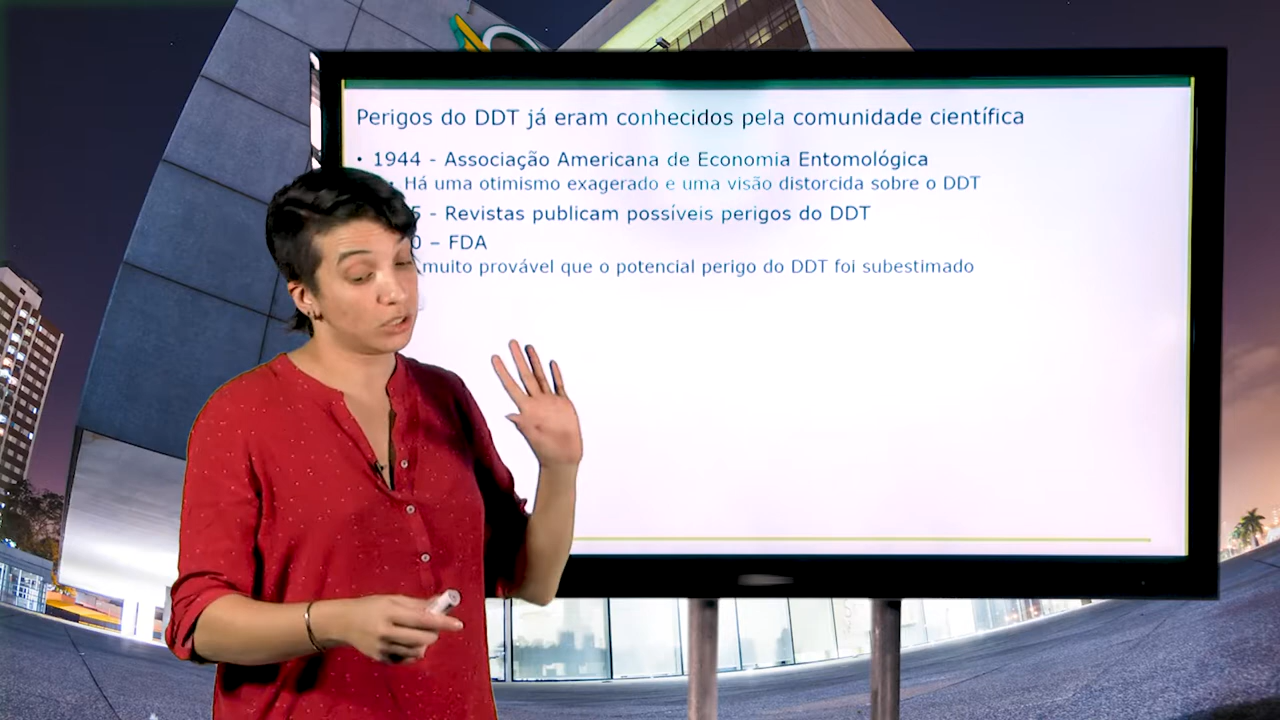 Perigos do DDT já eram conhecidos pela comunidade científica
• 1944 - Associação Americana de Economia Entomológica
Há uma otimismo exagerado e uma visão distorcida sobre o DDT
- Revistas publicam possíveis perigos do DDT
– FDA
muito provável que o potencial perigo do DDT foi subestimado